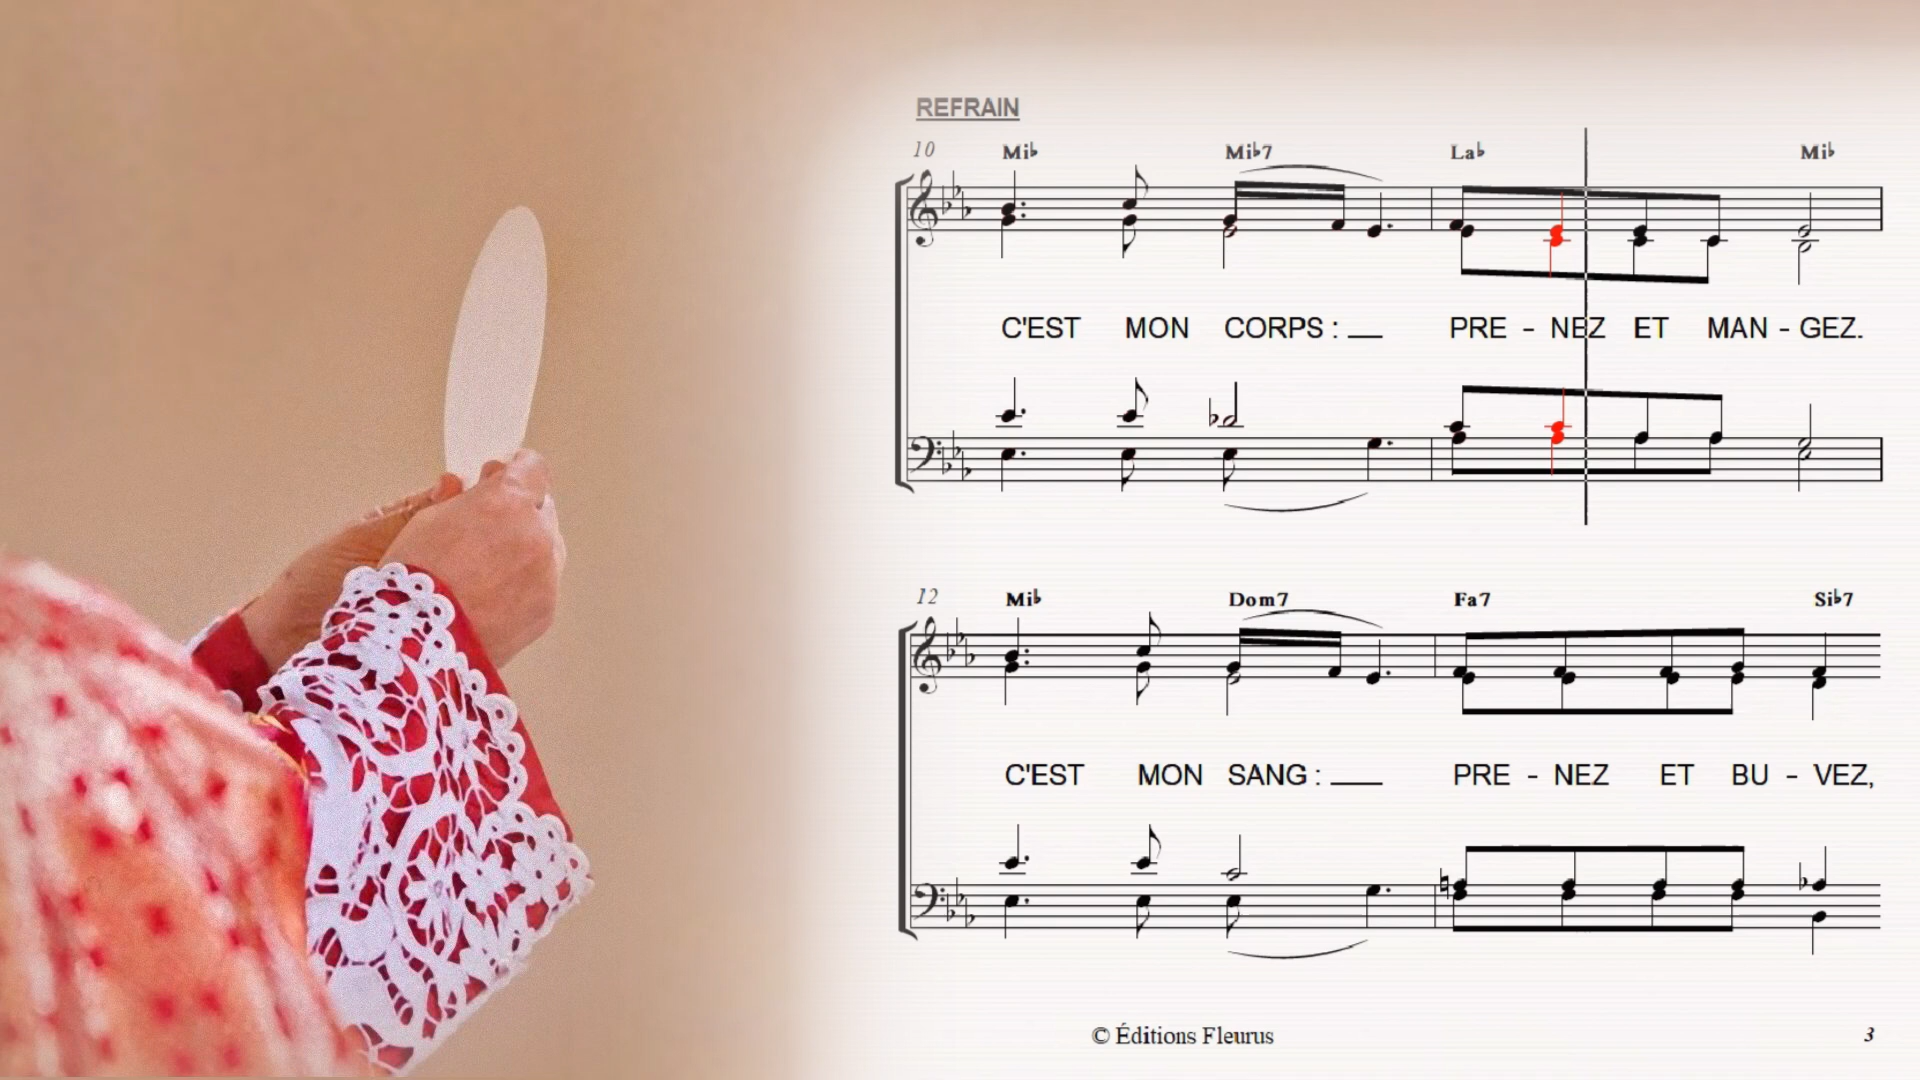 REFRAIN
10 Mi♭ Mi♭7 La♭ Mi♭
C'EST MON CORPS : PRE - NEZ ET MAN - GEZ.
12 Mi♭ Dom7 Fa7 Si♭7
C'EST MON SANG : PRE - NEZ ET BU - VEZ,
© Éditions Fleurus
3